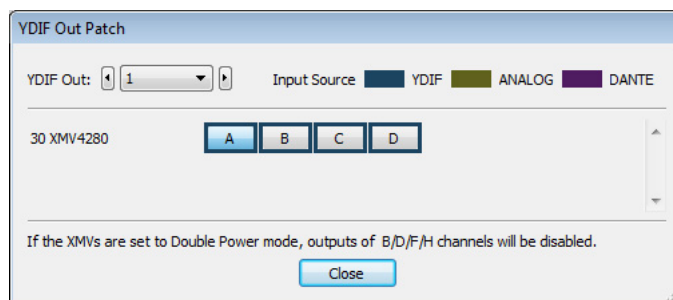 YDIF Out Patch
YDIF Out: 1 Input Source YDIF ANALOG DANTE
30 XMV4280 A B C D
If the XMVs are set to Double Power mode, outputs of B/D/F/H channels will be disabled.
Close